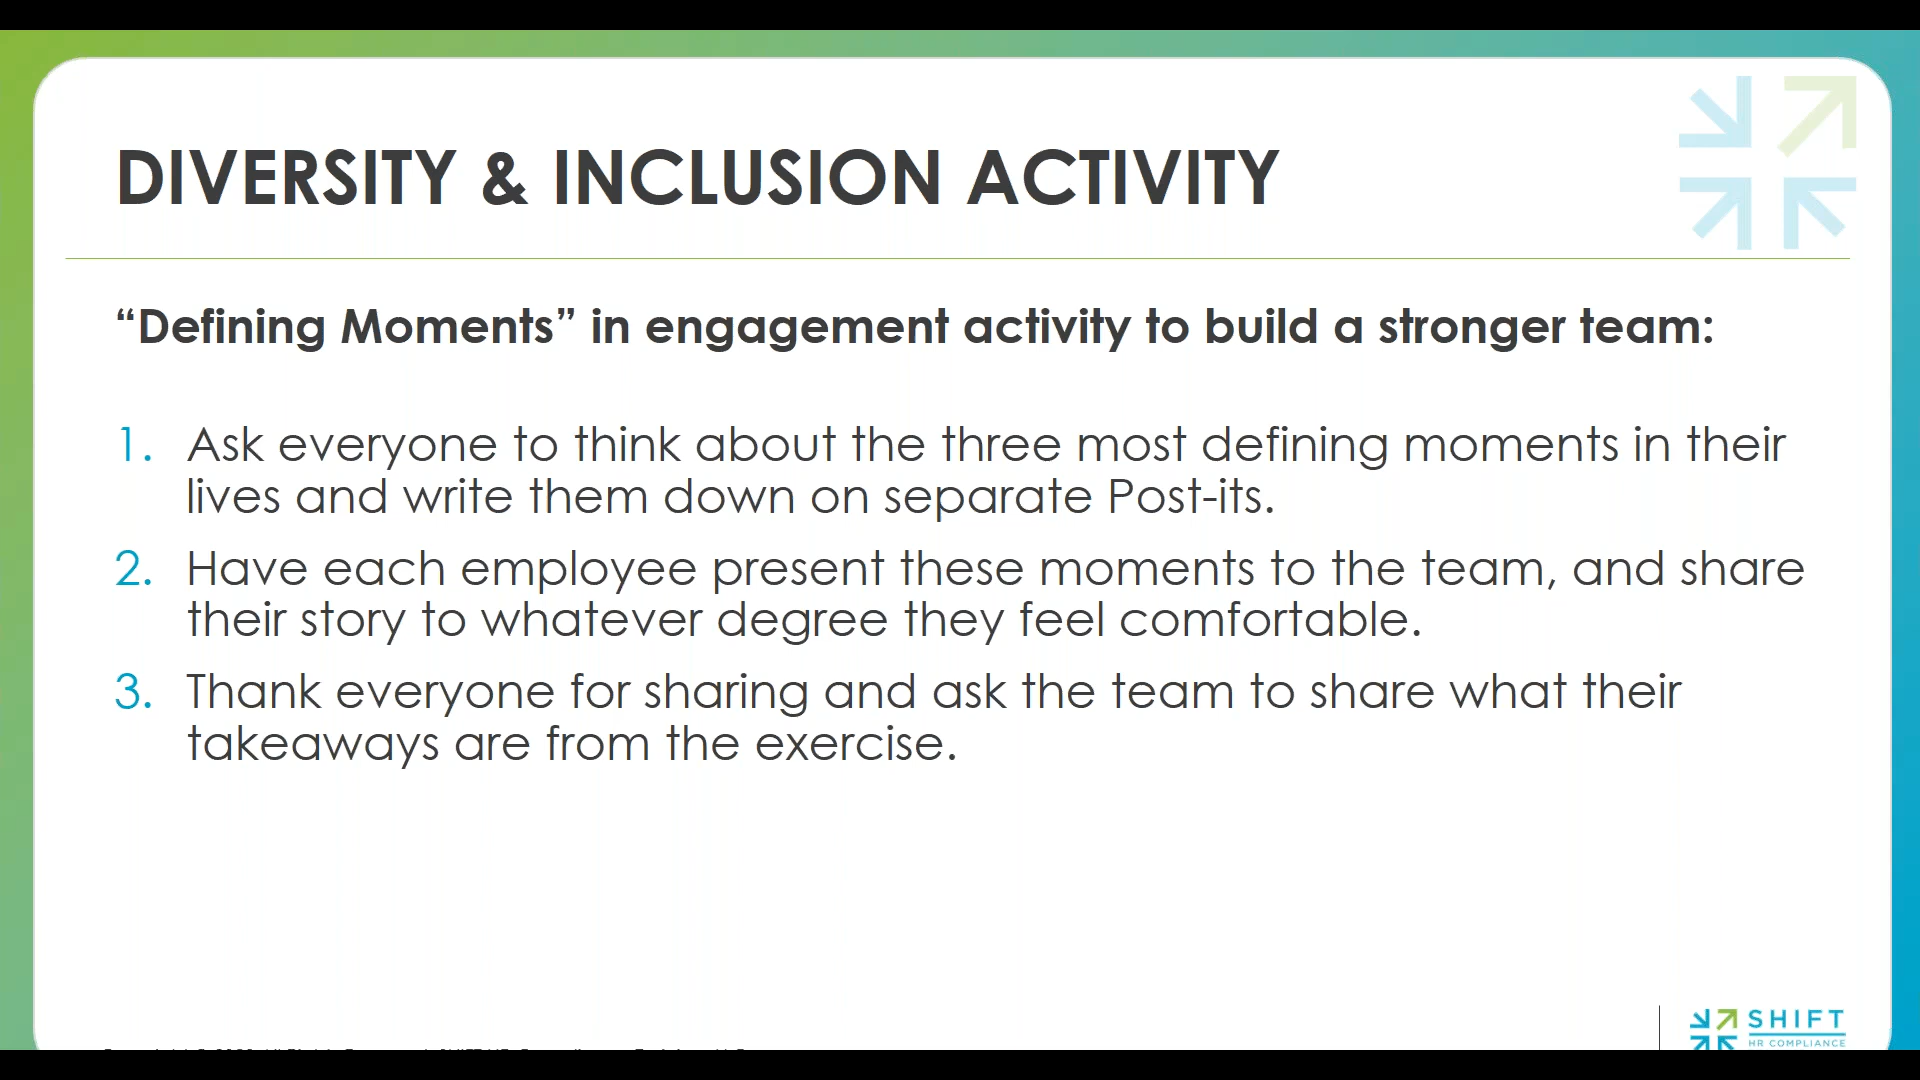 DIVERSITY & INCLUSION ACTIVITY
“Defining Moments” in engagement activity to build a stronger team:
1. Ask everyone to think about the three most defining moments in their
lives and write them down on separate Post-its.
2. Have each employee present these moments to the team, and share
their story to whatever degree they feel comfortable.
3. Thank everyone for sharing and ask the team to share what their
takeaways are from the exercise.
SHIFT
HR COMPLIANCE